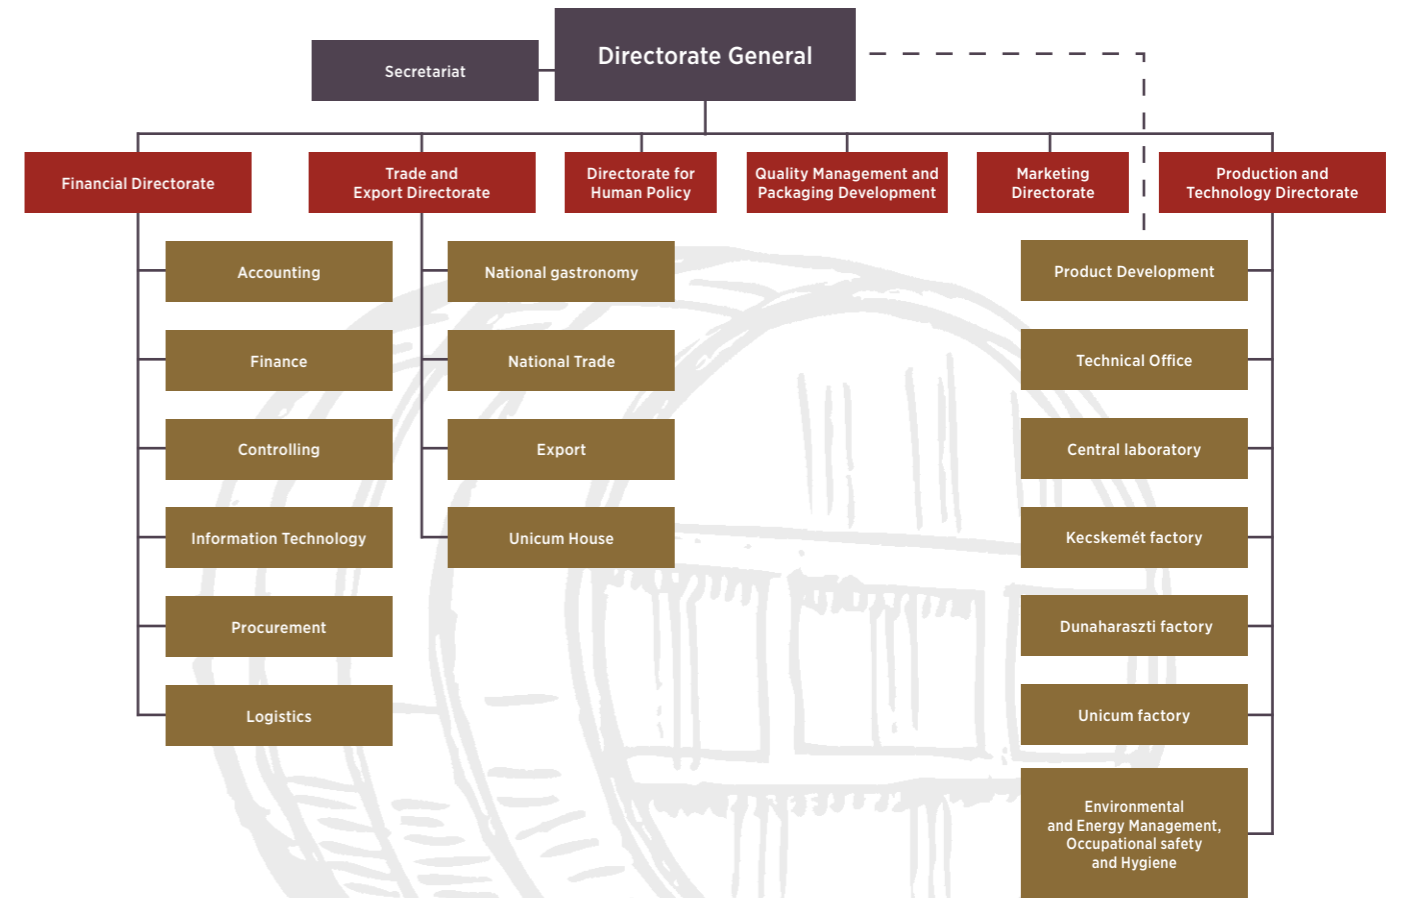 Directorate General
Secretariat
Financial Directorate
Trade and
Export Directorate
Directorate for
Human Policy
Quality Management and
Packaging Development
Marketing
Directorate
Production and
Technology Directorate
Accounting
Finance
Controlling
Information Technology
Procurement
Logistics
National gastronomy
National Trade
Export
Unicum House
Product Development
Technical Office
Central laboratory
Kecskemét factory
Dunaharaszti factory
Unicum factory
Environmental
and Energy Management,
Occupational safety
and Hygiene